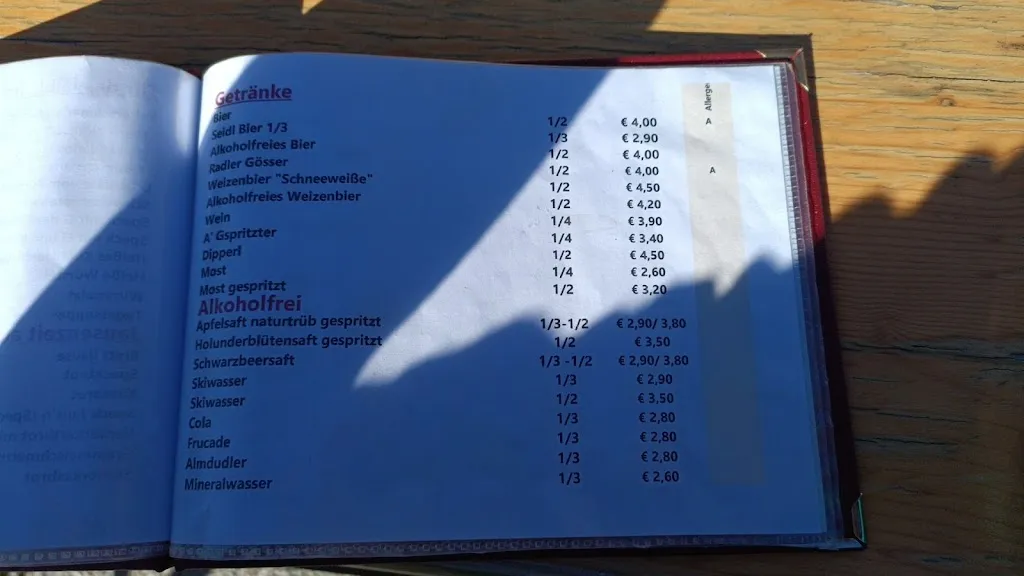 Getränke Allerge
Bier 1/2 € 4,00 A
Seidl Bier 1/3 1/3 € 2,90
Alkoholfreies Bier 1/2 € 4,00
Radler Gösser 1/2 € 4,00 A
Weizenbier "Schneeweiße" 1/2 € 4,50
Alkoholfreies Weizenbier 1/2 € 4,20
Wein 1/4 € 3,90
A' Gspritzter 1/4 € 3,40
Dipperl 1/2 € 4,50
Most 1/4 € 2,60
Most gespritzt 1/2 € 3,20
Alkoholfrei
Apfelsaft naturtrüb gespritzt 1/3-1/2 € 2,90/ 3,80
Holunderblütensaft gespritzt 1/2 € 3,50
Schwarzbeersaft 1/3 -1/2 € 2,90/ 3,80
Skiwasser 1/3 € 2,90
Skiwasser 1/2 € 3,50
Cola 1/3 € 2,80
Frucade 1/3 € 2,80
Almdudler 1/3 € 2,80
Mineralwasser 1/3 € 2,60